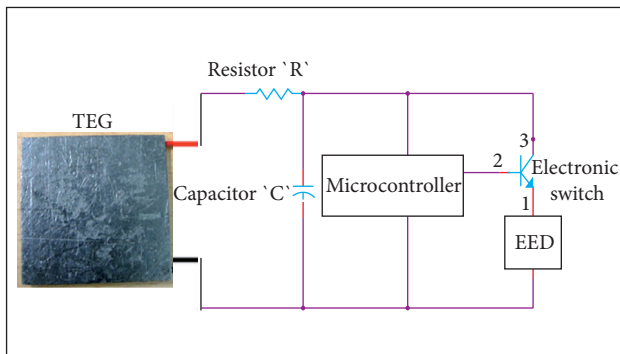 Resistor `R`
TEG
3
2
Electronic
switch
Capacitor `C`
Microcontroller
1
EED